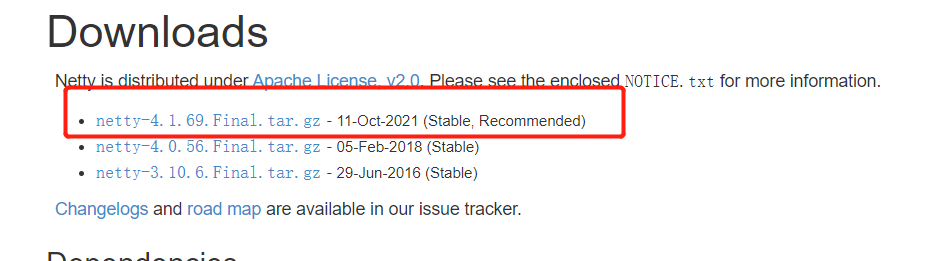 Downloads
Netty is distributed under Apache License, v2.0. Please see the enclosed NOTICE.txt for more information.
netty-4.1.69.Final.tar.gz - 11-Oct-2021 (Stable, Recommended)
netty-4.0.56.Final.tar.gz - 05-Feb-2018 (Stable)
netty-3.10.6.Final.tar.gz - 29-Jun-2016 (Stable)
Changelogs and road map are available in our issue tracker.
Dependencies